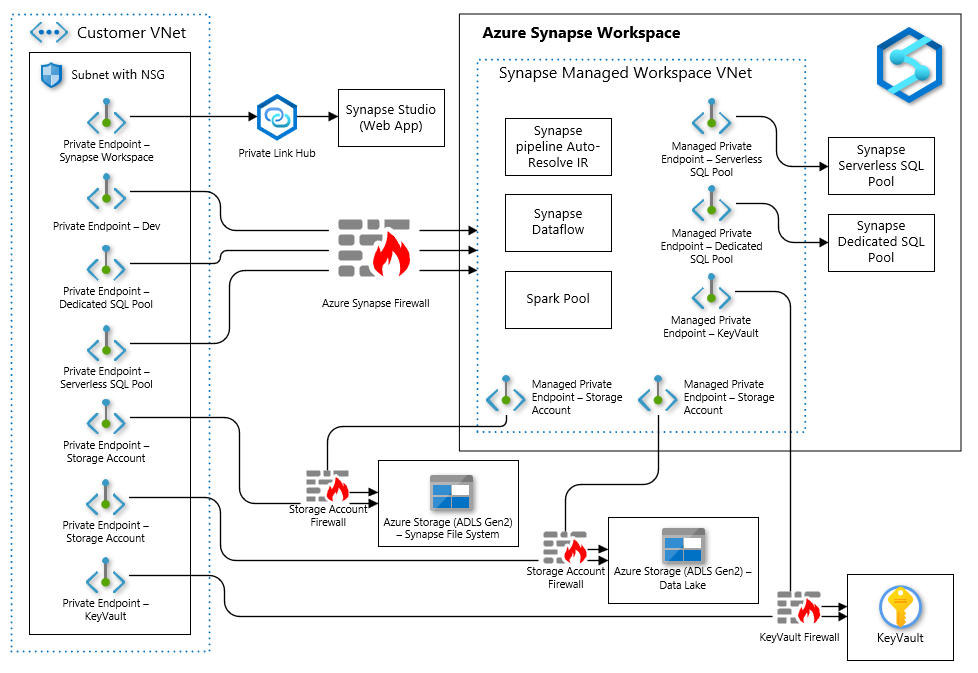 Customer VNet
Subnet with NSG
Private Endpoint –
Synapse Workspace
Private Endpoint – Dev
Private Endpoint –
Dedicated SQL Pool
Private Endpoint –
Serverless SQL Pool
Private Endpoint –
Storage Account
Private Endpoint –
Storage Account
Private Endpoint –
KeyVault
Private Link Hub
Synapse Studio
(Web App)
Azure Synapse Firewall
Azure Synapse Workspace
Synapse Managed Workspace VNet
Synapse
pipeline Auto-
Resolve IR
Synapse
Dataflow
Spark Pool
Managed Private
Endpoint – Serverless
SQL Pool
Managed Private
Endpoint – Dedicated
SQL Pool
Managed Private
Endpoint – KeyVault
Managed Private
Endpoint – Storage
Account
Managed Private
Endpoint – Storage
Account
Synapse
Serverless SQL
Pool
Synapse
Dedicated SQL
Pool
Storage Account
Firewall
Azure Storage (ADLS Gen2)
– Synapse File System
Storage Account
Firewall
Azure Storage (ADLS Gen2) –
Data Lake
KeyVault Firewall
KeyVault